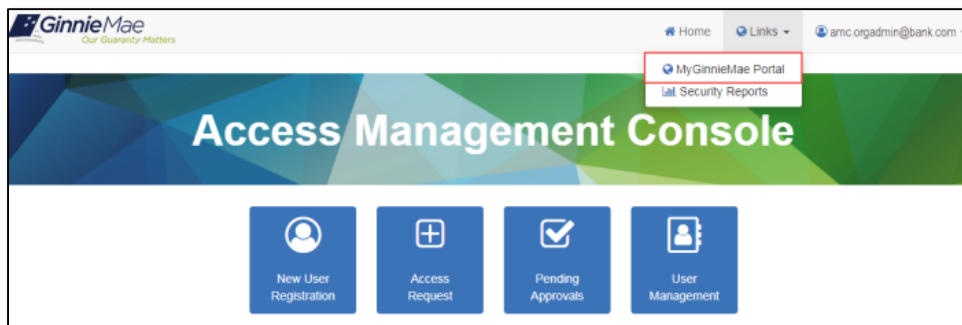 GinnieMae
Our Guaranty Matters
Home Links amc.orgadmin@bank.com
MyGinnieMae Portal
Security Reports
Access Management Console
New User
Registration
Access
Request
Pending
Approvals
User
Management